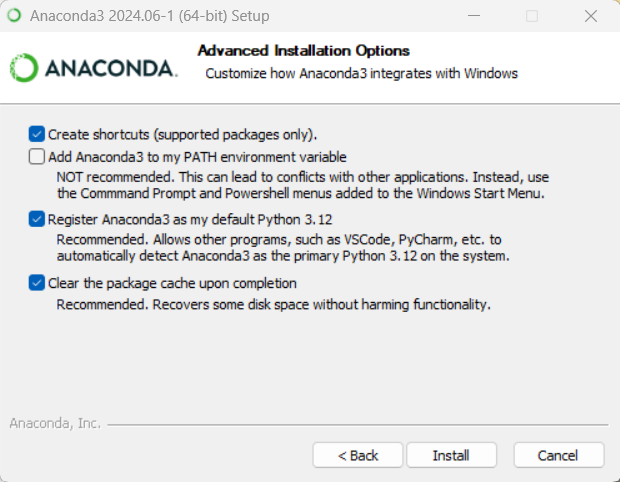 Anaconda3 2024.06-1 (64-bit) Setup
Advanced Installation Options
Customize how Anaconda3 integrates with Windows
ANACONDA.
Create shortcuts (supported packages only).
Add Anaconda3 to my PATH environment variable
NOT recommended. This can lead to conflicts with other applications. Instead, use
the Commmand Prompt and Powershell menus added to the Windows Start Menu.
Register Anaconda3 as my default Python 3.12
Recommended. Allows other programs, such as VSCode, PyCharm, etc. to
automatically detect Anaconda3 as the primary Python 3.12 on the system.
Clear the package cache upon completion
Recommended. Recovers some disk space without harming functionality.
Anaconda, Inc.
< Back
Install
Cancel